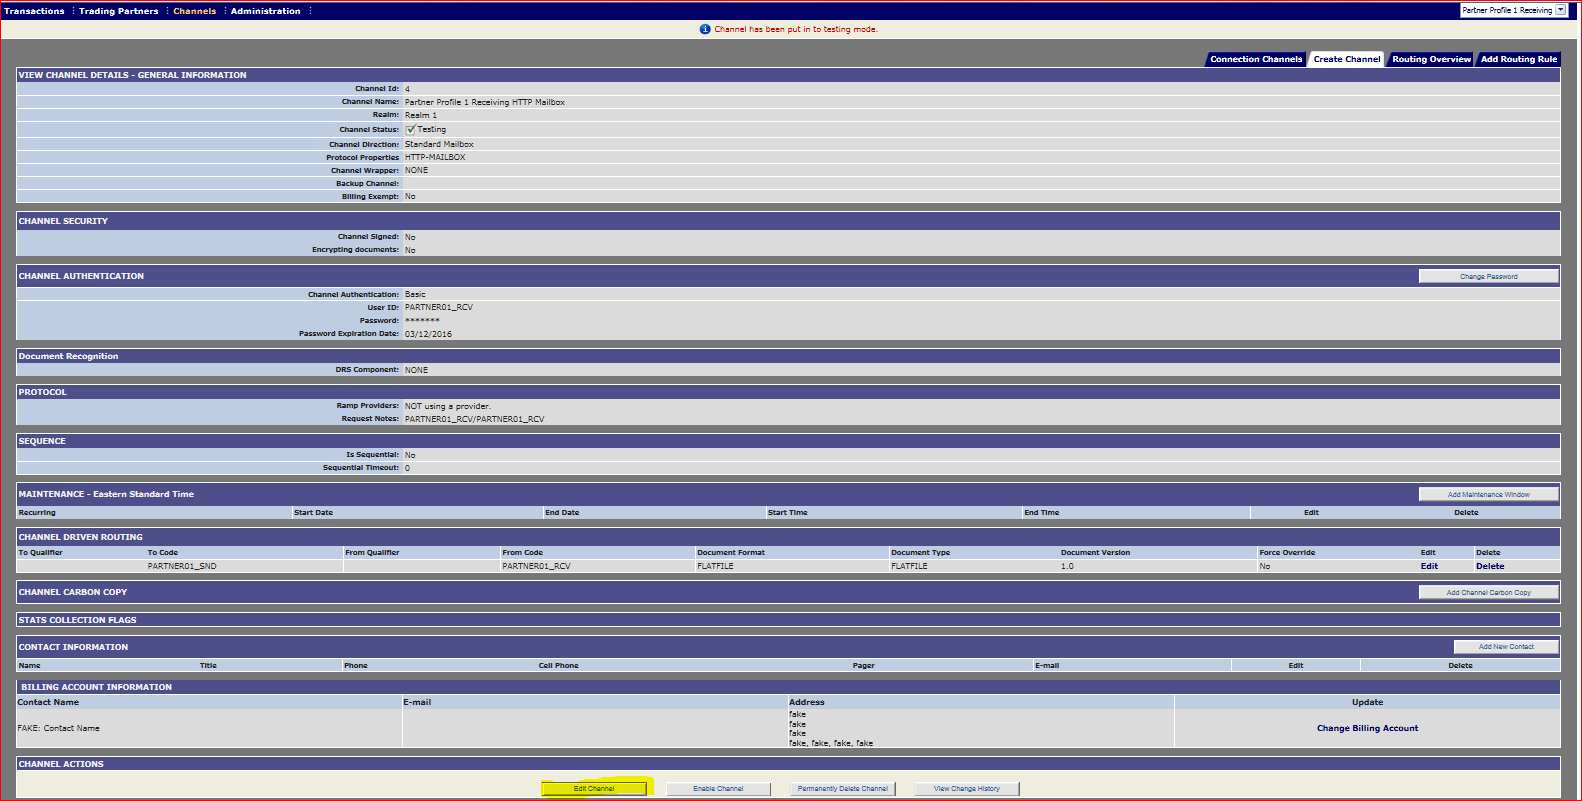 Transactions Trading Partners Channels Administration Partner Profile 1 Receiving
Channel has been put in to testing mode.
Connection Channels Create Channel Routing Overview Add Routing Rule
VIEW CHANNEL DETAILS - GENERAL INFORMATION
Channel Id: 4
Channel Name: Partner Profile 1 Receiving HTTP Mailbox
Realm: Realm 1
Channel Status: Testing
Channel Direction: Standard Mailbox
Protocol Properties HTTP-MAILBOX
Channel Wrapper: NONE
Backup Channel:
Billing Exempt: No
CHANNEL SECURITY
Channel Signed: No
Encrypting documents: No
CHANNEL AUTHENTICATION Change Password
Channel Authentication: Basic
User ID: PARTNER01_RCV
Password: *******
Password Expiration Date: 03/12/2016
Document Recognition
DRS Component: NONE
PROTOCOL
Ramp Providers: NOT using a provider.
Request Notes: PARTNER01_RCV/PARTNER01_RCV
SEQUENCE
Is Sequential: No
Sequential Timeout: 0
MAINTENANCE - Eastern Standard Time Add Maintenance Window
Recurring Start Date End Date Start Time End Time Edit Delete
CHANNEL DRIVEN ROUTING
To Qualifier To Code From Qualifier From Code Document Format Document Type Document Version Force Override Edit Delete
PARTNER01_SND PARTNER01_RCV FLATFILE FLATFILE 1.0 No Edit Delete
CHANNEL CARBON COPY Add Channel Carbon Copy
STATS COLLECTION FLAGS
CONTACT INFORMATION Add New Contact
Name Title Phone Cell Phone Pager E-mail Edit Delete
BILLING ACCOUNT INFORMATION
Contact Name E-mail Address Update
fake
fake
FAKE: Contact Name Change Billing Account
fake
fake, fake, fake, fake
CHANNEL ACTIONS
Edit Channel Enable Channel Permanently Delete Channel View Change History